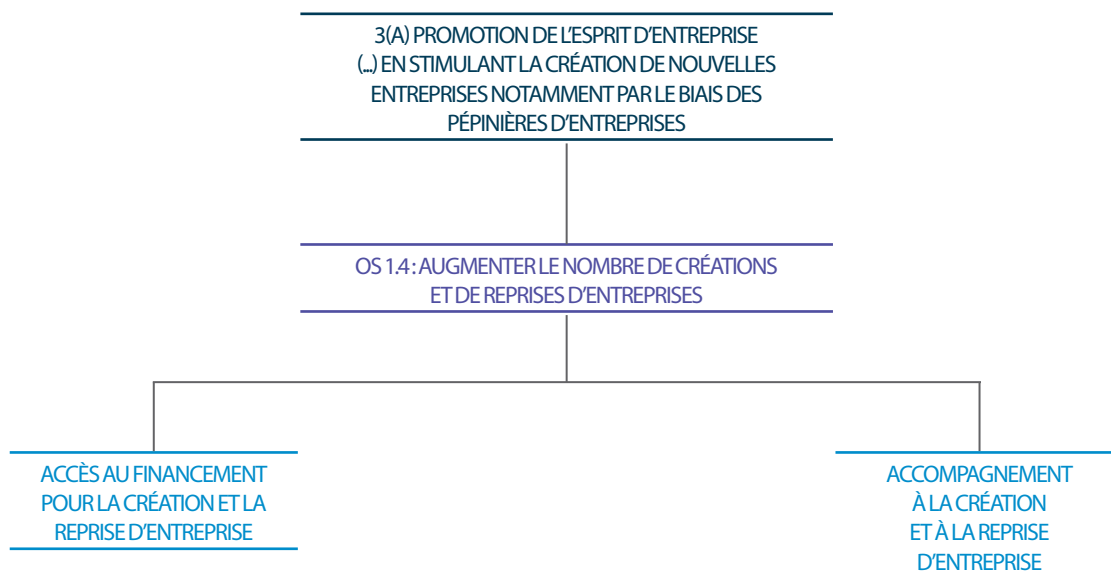 3(A) PROMOTION DE L’ESPRIT D’ENTREPRISE
(...) EN STIMULANT LA CRÉATION DE NOUVELLES
ENTREPRISES NOTAMMENT PAR LE BIAIS DES
PÉPINIÈRES D’ENTREPRISES
OS 1.4 : AUGMENTER LE NOMBRE DE CRÉATIONS
ET DE REPRISES D’ENTREPRISES
ACCÈS AU FINANCEMENT
POUR LA CRÉATION ET LA
REPRISE D’ENTREPRISE
ACCOMPAGNEMENT
À LA CRÉATION
ET À LA REPRISE
D’ENTREPRISE